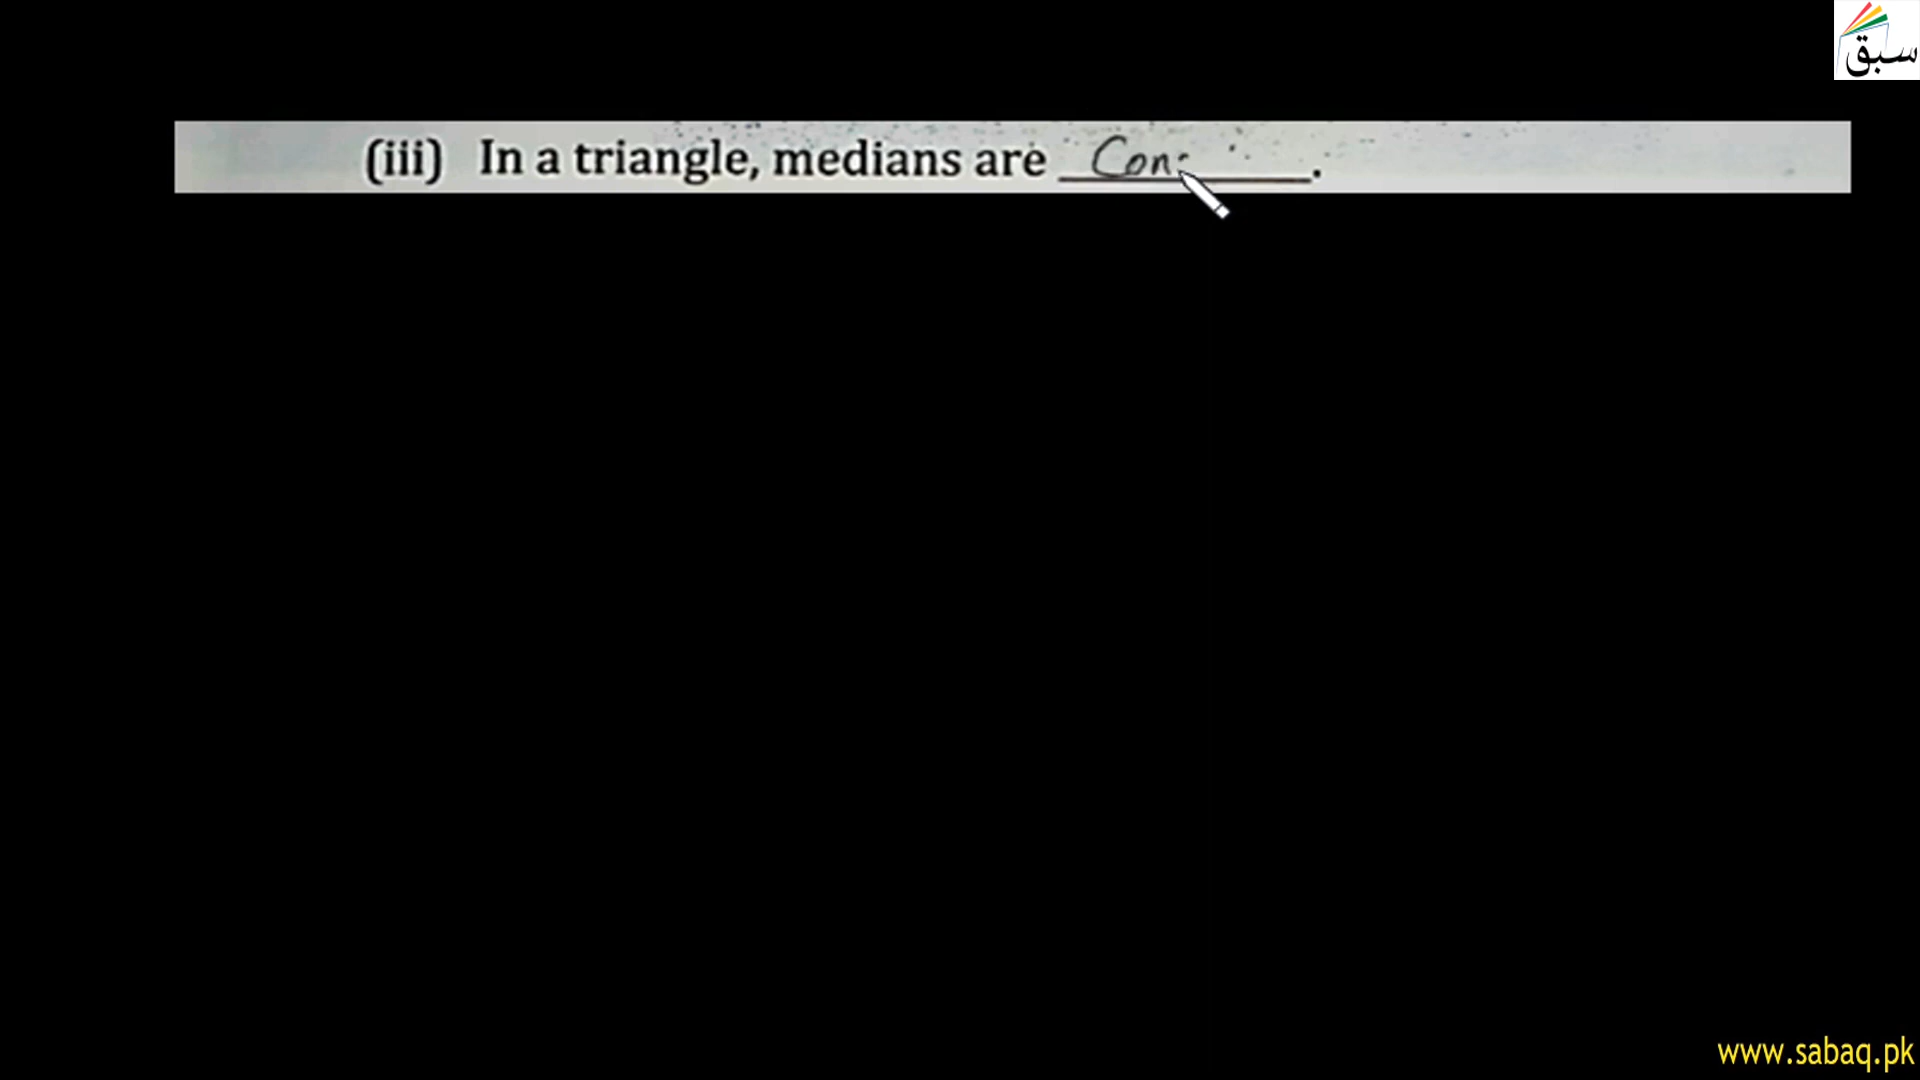 سبق
(iii) In a triangle, medians are Con .
www.sabaq.pk